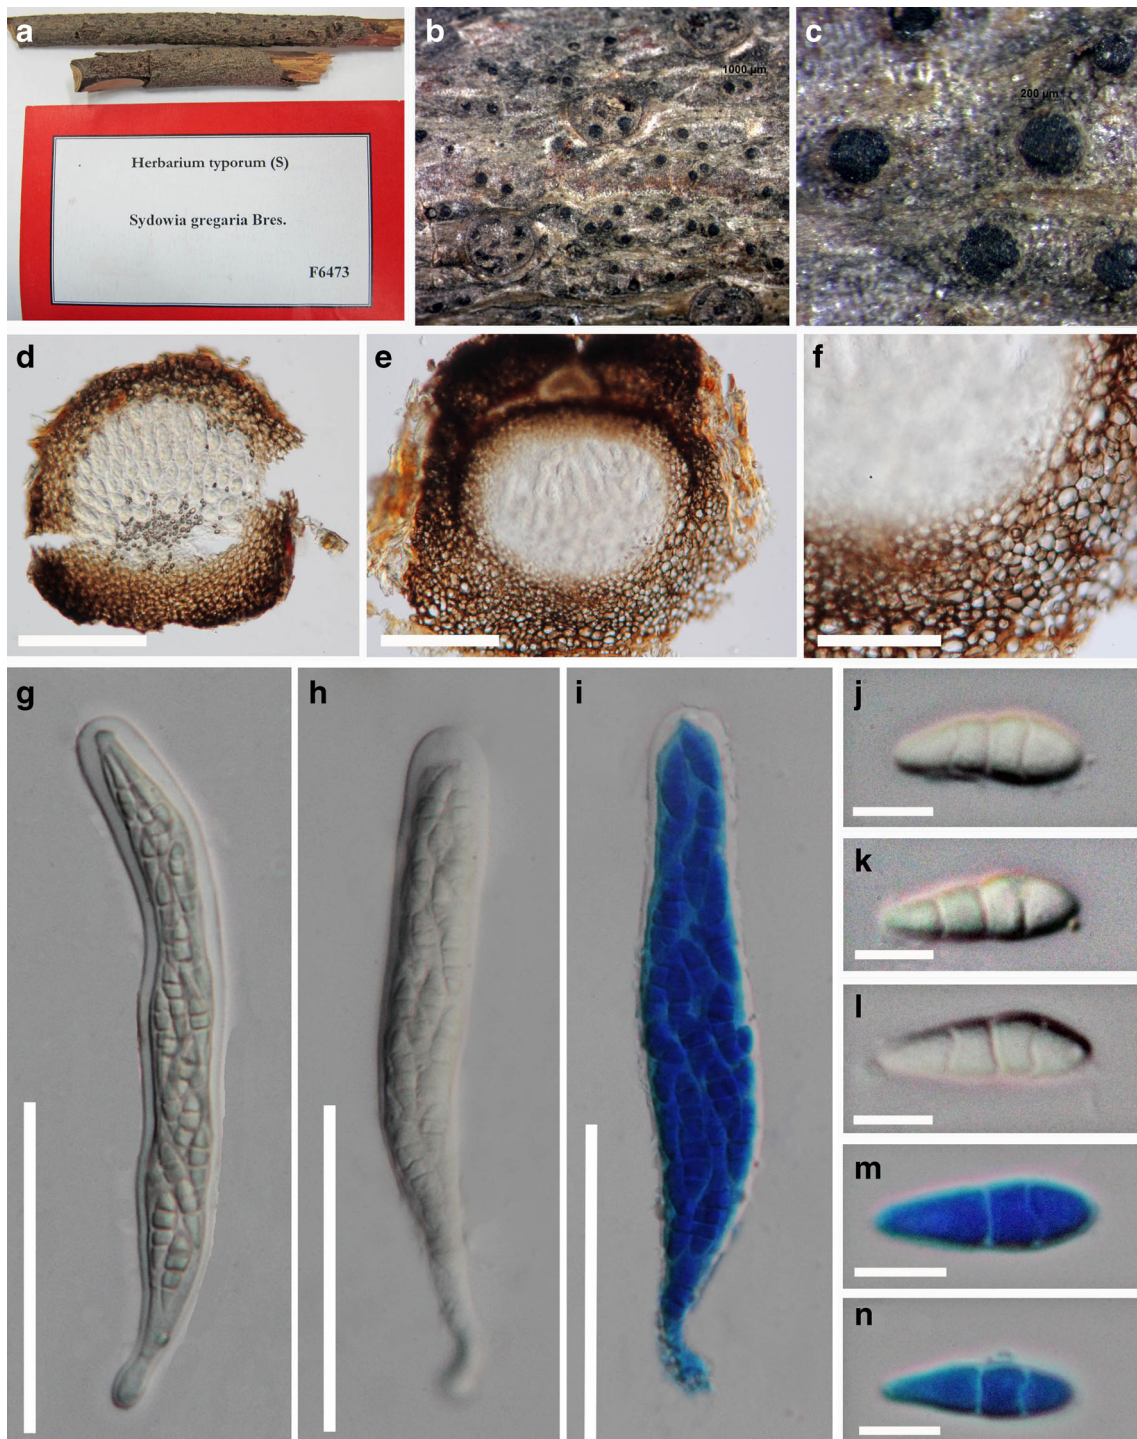 a
b
c
1000 µm
200 µm
Herbarium typorum (S)
Sydowia gregaria Bres.
F6473
d
e
f
g
h
i
j
k
l
m
n